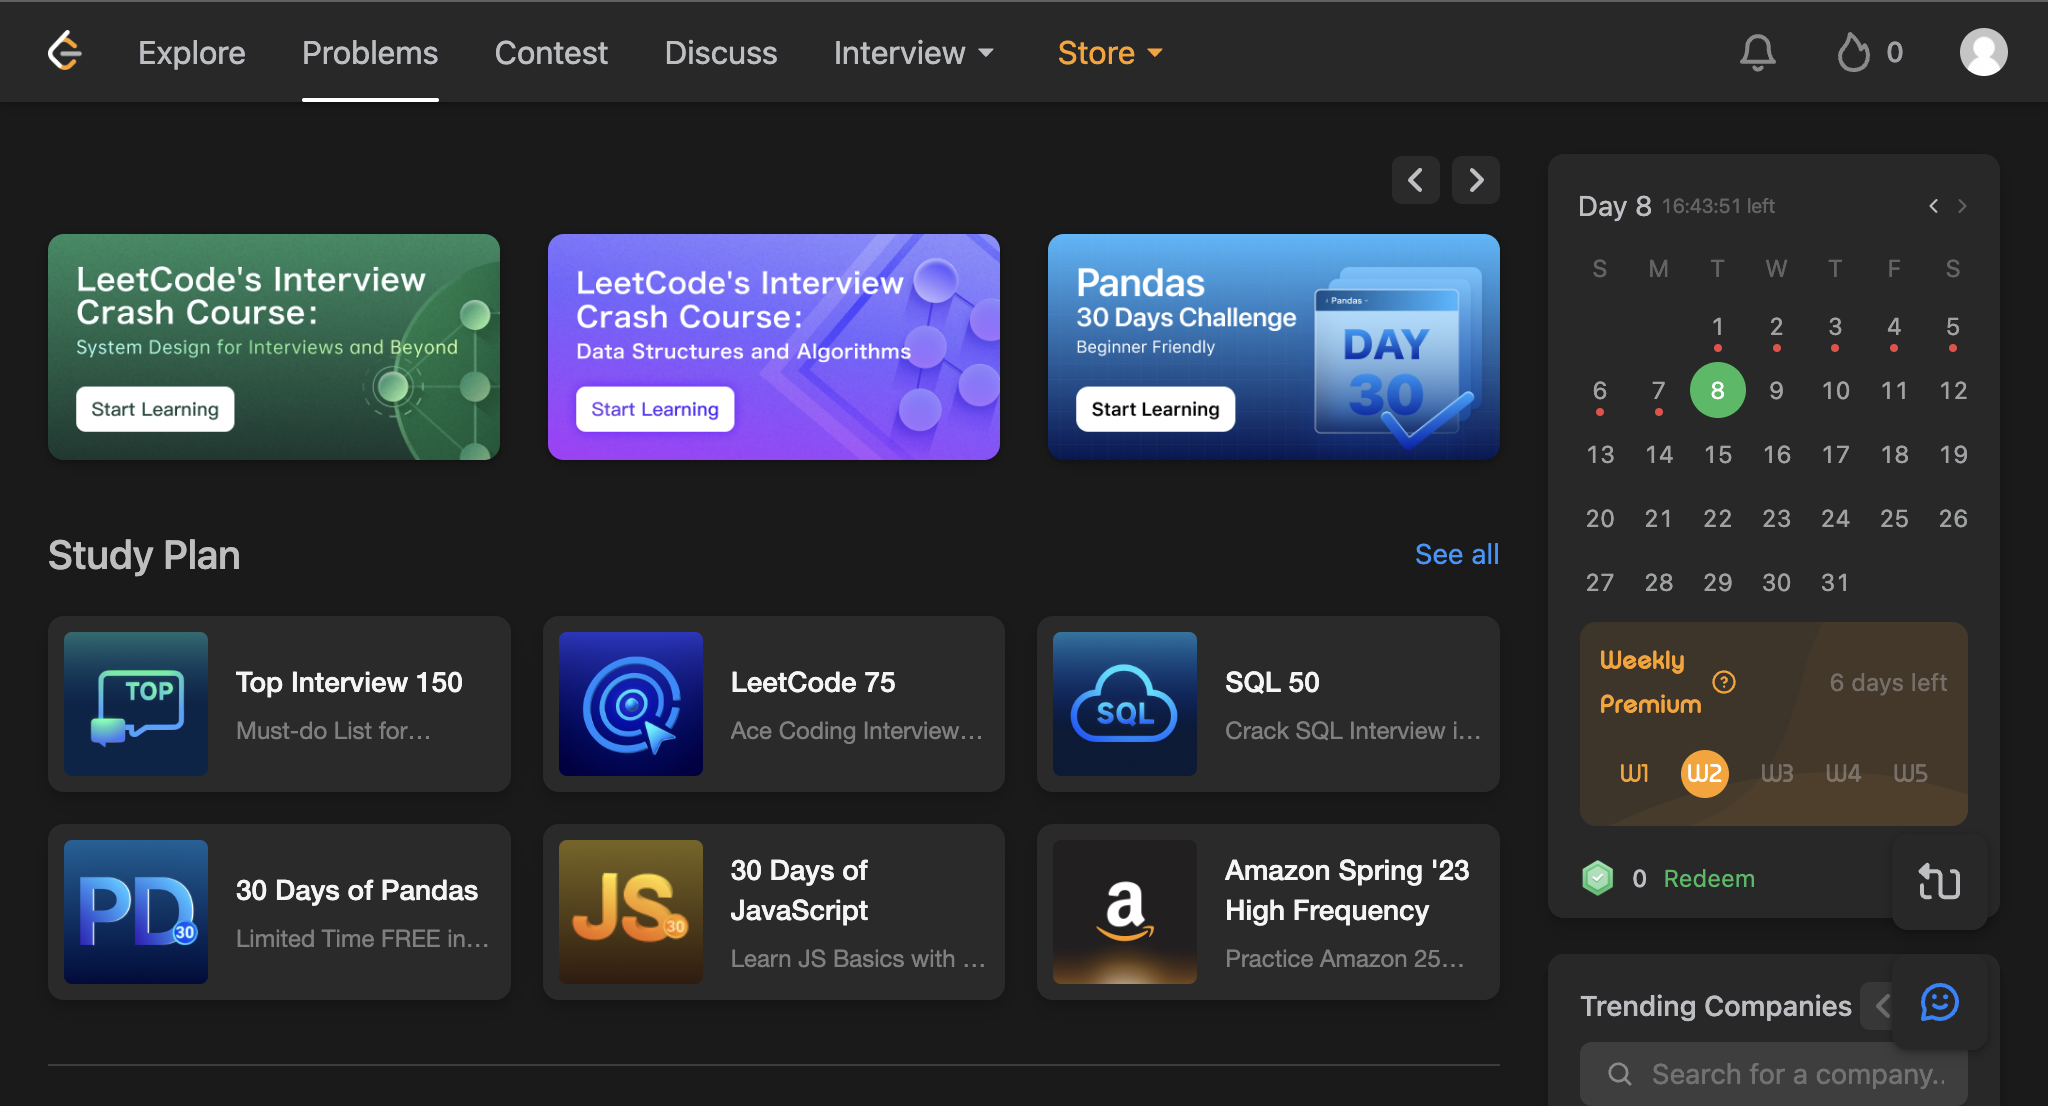 Explore Problems Contest Discuss Interview Store 0
LeetCode's Interview
Crash Course:
System Design for Interviews and Beyond
Start Learning
LeetCode's Interview
Crash Course:
Data Structures and Algorithms
Start Learning
Pandas
30 Days Challenge
Beginner Friendly
Start Learning
Pandas
DAY
30
Study Plan See all
TOP
Top Interview 150
Must-do List for...
LeetCode 75
Ace Coding Interview...
SQL
SQL 50
Crack SQL Interview i...
PD
30
30 Days of Pandas
Limited Time FREE in...
JS
30
30 Days of
JavaScript
Learn JS Basics with ...
a
Amazon Spring '23
High Frequency
Practice Amazon 25...
Day 8 16:43:51 left
S M T W T F S
1 2 3 4 5
6 7 8 9 10 11 12
13 14 15 16 17 18 19
20 21 22 23 24 25 26
27 28 29 30 31
Weekly
Premium
?
6 days left
W1 W2 W3 W4 W5
0 Redeem
Trending Companies
Search for a company..